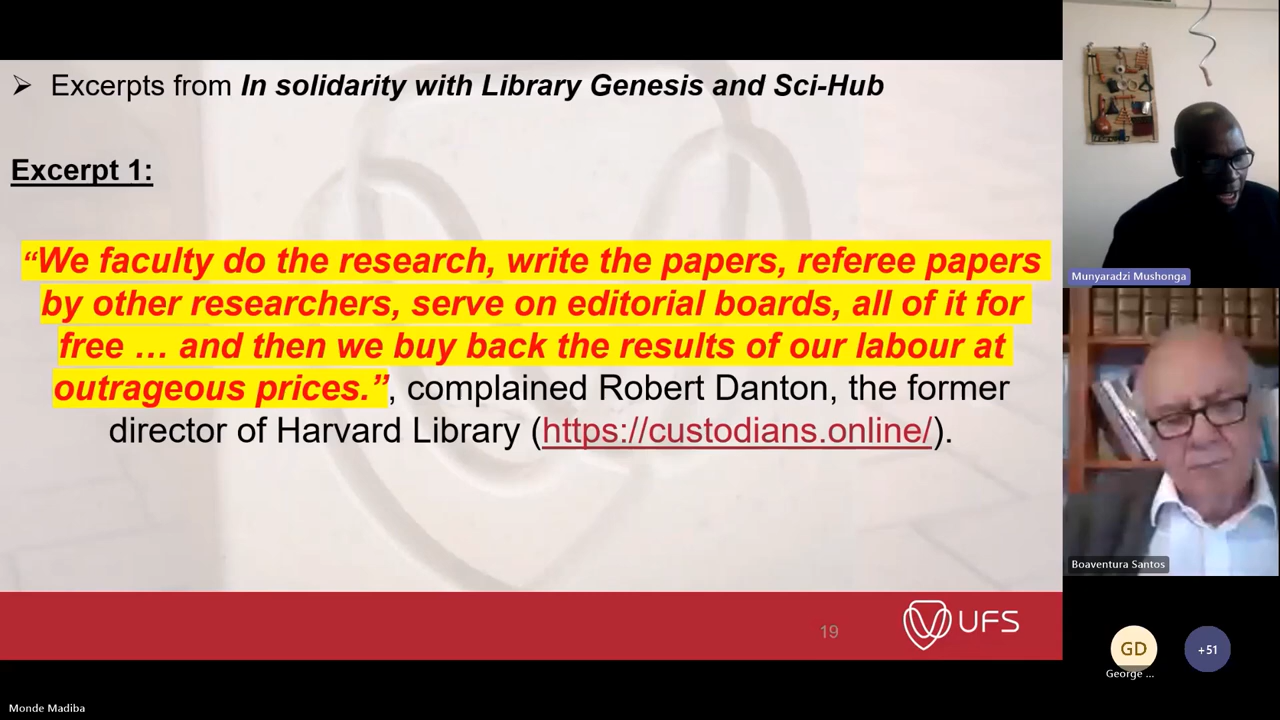 ➢ Excerpts from In solidarity with Library Genesis and Sci-Hub
Excerpt 1:
“We faculty do the research, write the papers, referee papers
by other researchers, serve on editorial boards, all of it for
free … and then we buy back the results of our labour at
outrageous prices.”, complained Robert Danton, the former
director of Harvard Library (https://custodians.online/).
19
UFS
Munyaradzi Mushonga
Boaventura Santos
GD
George ...
+51
Monde Madiba